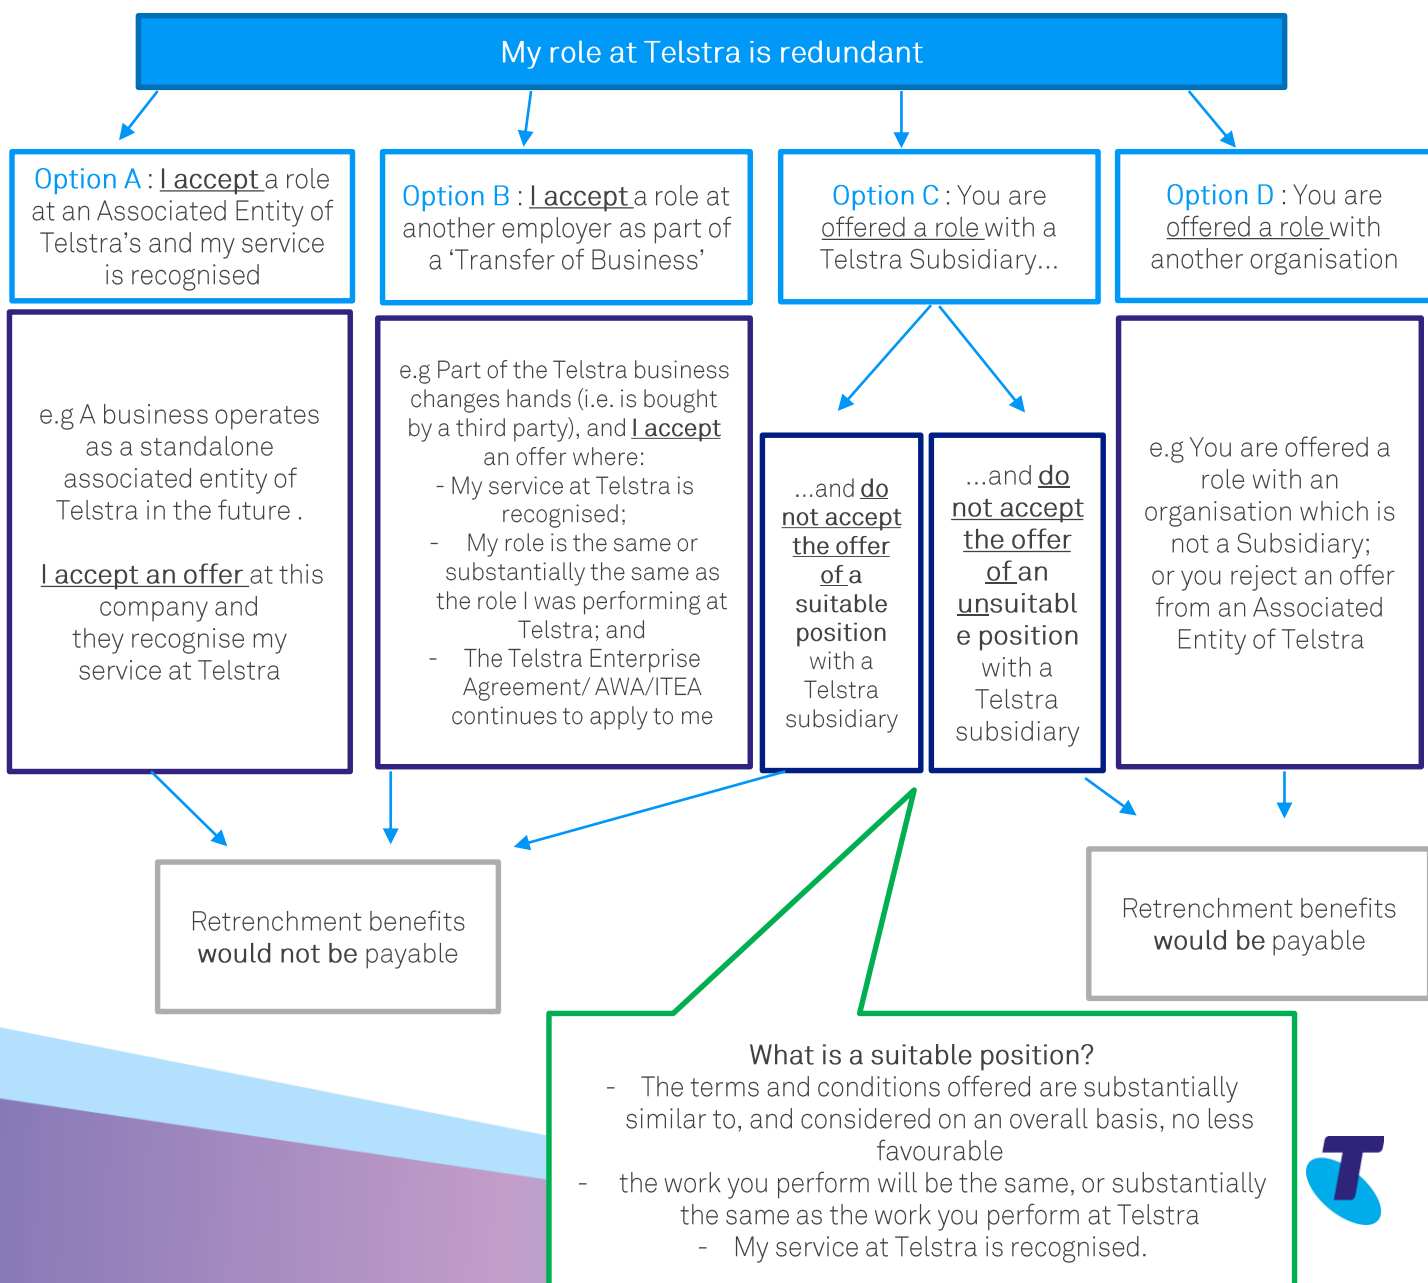 My role at Telstra is redundant
Option A : I accept a role
at an Associated Entity of
Telstra's and my service
is recognised
Option B : I accept a role at
another employer as part of
a ‘Transfer of Business’
Option C : You are
offered a role with a
Telstra Subsidiary...
Option D : You are
offered a role with
another organisation
e.g A business operates
as a standalone
associated entity of
Telstra in the future .
I accept an offer at this
company and
they recognise my
service at Telstra
e.g Part of the Telstra business
changes hands (i.e. is bought
by a third party), and I accept
an offer where:
- My service at Telstra is
recognised;
- My role is the same or
substantially the same as
the role I was performing at
Telstra; and
- The Telstra Enterprise
Agreement/ AWA/ITEA
continues to apply to me
...and do
not accept
the offer
of a
suitable
position
with a
Telstra
subsidiary
...and do
not accept
the offer
of an
unsuitabl
e position
with a
Telstra
subsidiary
e.g You are offered a
role with an
organisation which is
not a Subsidiary;
or you reject an offer
from an Associated
Entity of Telstra
Retrenchment benefits
would not be payable
Retrenchment benefits
would be payable
What is a suitable position?
- The terms and conditions offered are substantially
similar to, and considered on an overall basis, no less
favourable
- the work you perform will be the same, or substantially
the same as the work you perform at Telstra
- My service at Telstra is recognised.
T